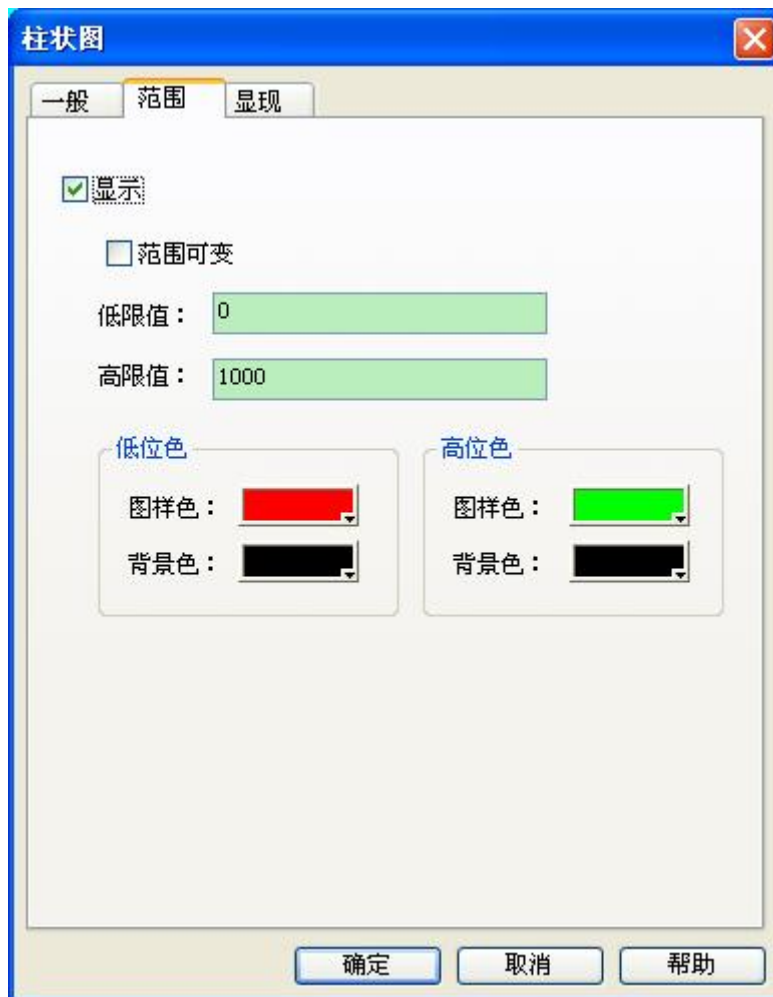 柱状图
一般 范围 显现
显示
范围可变
低限值： 0
高限值： 1000
低位色 高位色
图样色： 图样色：
背景色： 背景色：
确定 取消 帮助